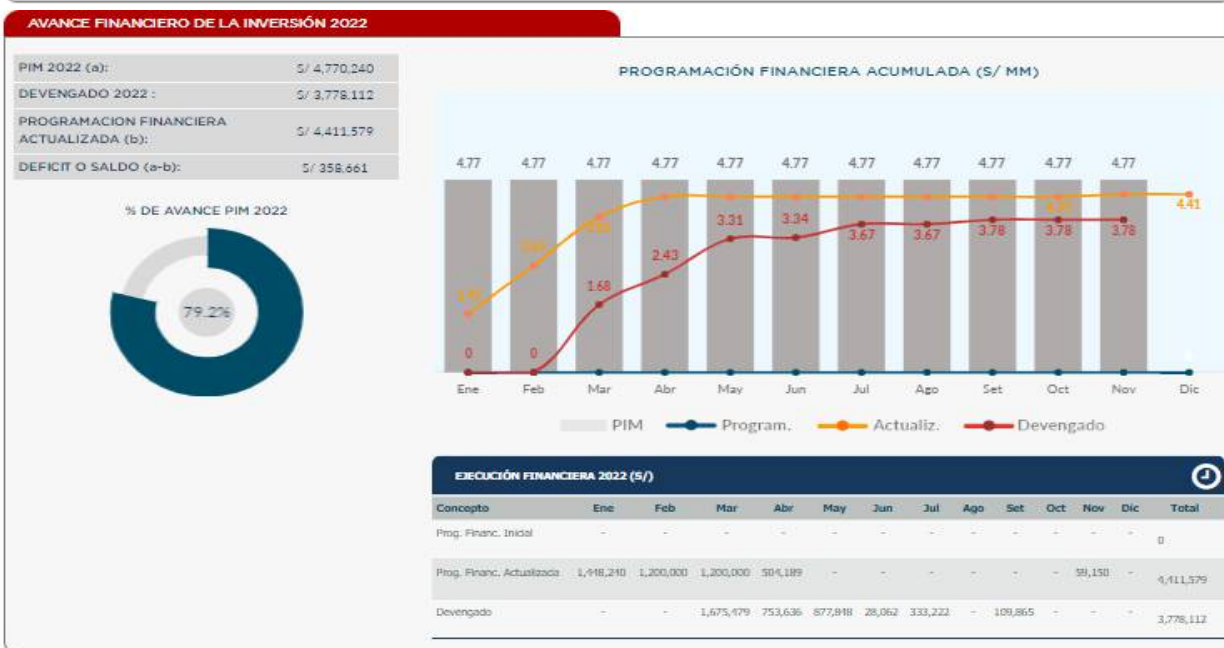 AVANCE FINANCIERO DE LA INVERSIÓN 2022
PIM 2022 (a): S/ 4,770,240
DEVENGADO 2022 : S/ 3,778,112
PROGRAMACION FINANCIERA
ACTUALIZADA (b): S/ 4,411,579
DEFICIT O SALDO (a-b): S/ 358,661
% DE AVANCE PIM 2022
79.2%
PROGRAMACIÓN FINANCIERA ACUMULADA (S/ MM)
4.77 4.77 4.77 4.77 4.77 4.77 4.77 4.77 4.77 4.77 4.77
4.41
0 0 1.68 2.43 3.31 3.34 3.67 3.67 3.78 3.78 3.78
Ene Feb Mar Abr May Jun Jul Ago Set Oct Nov Dic
PIM Program. Actualiz. Devengado
EJECUCIÓN FINANCIERA 2022 (S/)
Concepto Ene Feb Mar Abr May Jun Jul Ago Set Oct Nov Dic Total
Prog. Financ. Inicial - - - - - - - - - - - - 0
Prog. Financ. Actualizada 1,448,240 1,200,000 1,200,000 504,189 - - - - - - 59,150 - 4,411,579
Devengado - - 1,675,479 753,636 877,848 28,062 333,222 - 109,865 - - - 3,778,112